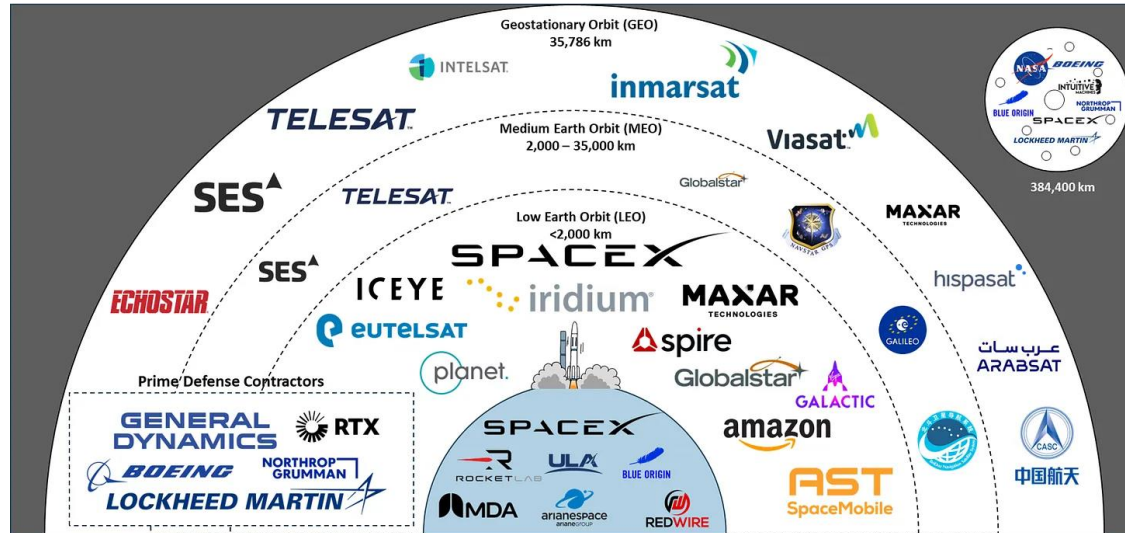 Geostationary Orbit (GEO)
35,786 km
INTELSAT
inmarsat
TELESAT
Viasat
SES
MAXAR
TECHNOLOGIES
hispasat
ECHOSTAR
عرب سات
ARABSAT
CASC
中国航天
Medium Earth Orbit (MEO)
2,000 – 35,000 km
TELESAT
Globalstar
NAVSTAR GPS
SES
GALILEO
Low Earth Orbit (LEO)
<2,000 km
SPACEX
ICEYE
iridium
MAXAR
TECHNOLOGIES
eutelsat
spire
planet.
Globalstar
GALACTIC
amazon
AST
SpaceMobile
SPACEX
ROCKETLAB
ULA
BLUE ORIGIN
MDA
arianespace
arianeGROUP
REDWIRE
Prime Defense Contractors
GENERAL
DYNAMICS
RTX
BOEING
NORTHROP
GRUMMAN
LOCKHEED MARTIN
NASA
BOEING
INTUITIVE
MACHINES
BLUE ORIGIN
NORTHROP
GRUMMAN
SPACEX
LOCKHEED MARTIN
384,400 km